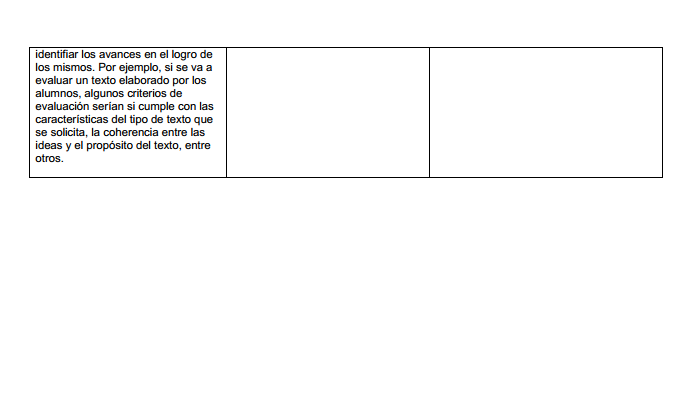 identifiar los avances en el logro de
los mismos. Por ejemplo, si se va a
evaluar un texto elaborado por los
alumnos, algunos criterios de
evaluación serían si cumple con las
características del tipo de texto que
se solicita, la coherencia entre las
ideas y el propósito del texto, entre
otros.